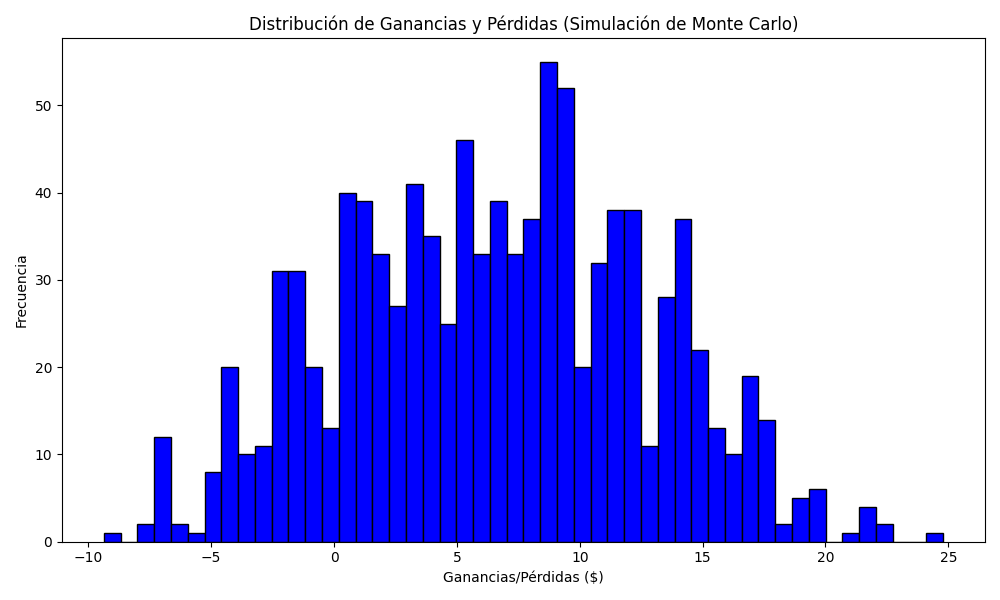 Distribución de Ganancias y Pérdidas (Simulación de Monte Carlo)
Frecuencia
50
40
30
20
10
0
−10 −5 0 5 10 15 20 25
Ganancias/Pérdidas ($)